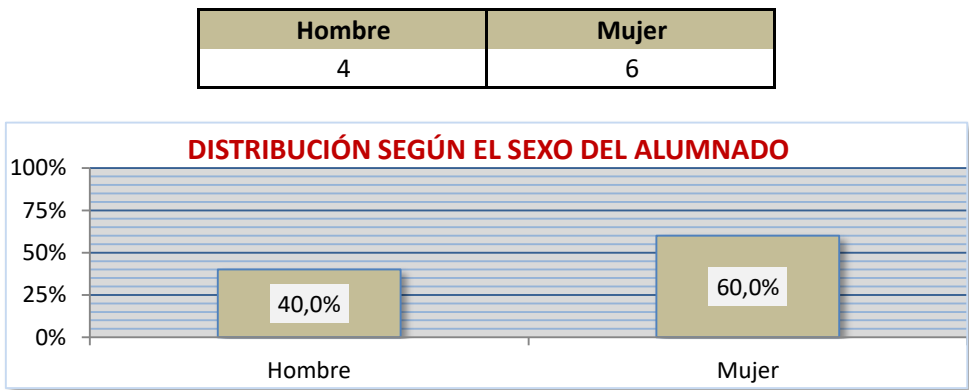 Hombre Mujer
4 6
DISTRIBUCIÓN SEGÚN EL SEXO DEL ALUMNADO
100%
75%
50%
25%
0%
40,0%
60,0%
Hombre Mujer